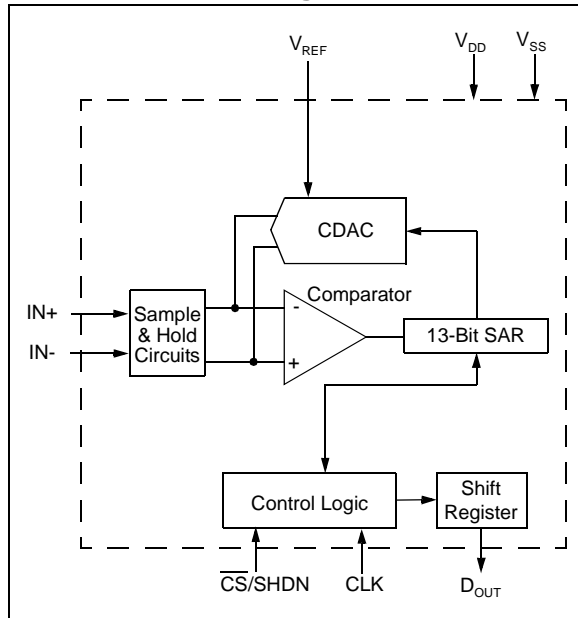 V_REF
V_DD
V_SS
CDAC
Comparator
IN+
IN-
Sample
& Hold
Circuits
-
+
13-Bit SAR
Control Logic
Shift
Register
C̅S̅/SHDN
CLK
D_OUT